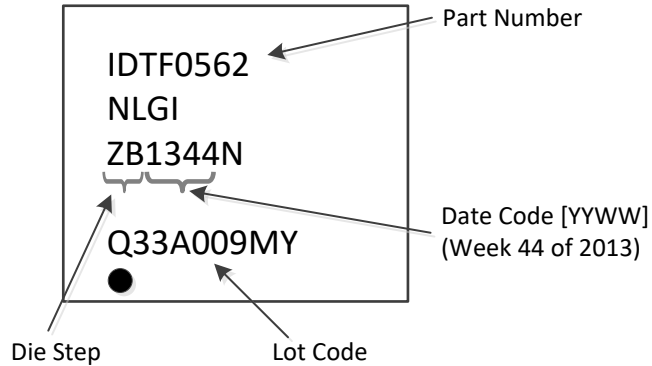 Part Number
IDTF0562
NLGI
ZB1344N
Date Code [YYWW]
(Week 44 of 2013)
Q33A009MY
Die Step
Lot Code